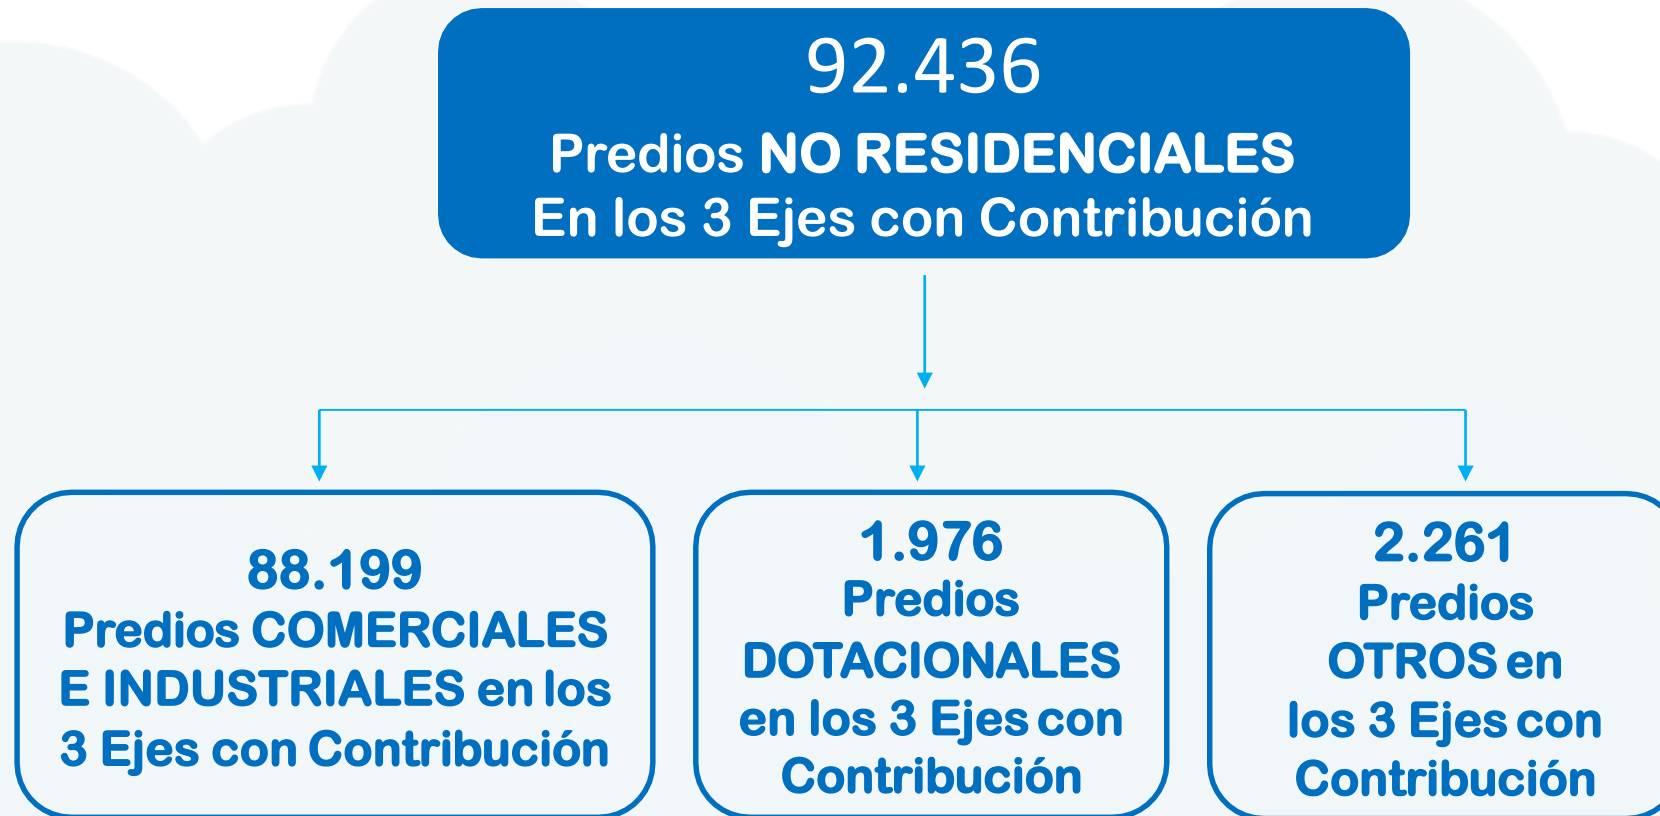 92.436
Predios NO RESIDENCIALES
En los 3 Ejes con Contribución
88.199
Predios COMERCIALES
E INDUSTRIALES en los
3 Ejes con Contribución
1.976
Predios
DOTACIONALES
en los 3 Ejes con
Contribución
2.261
Predios
OTROS en
los 3 Ejes con
Contribución